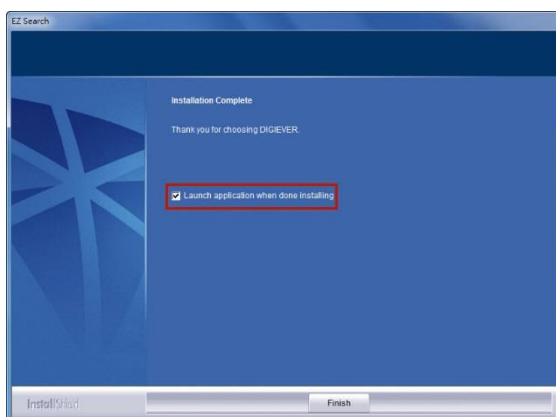 EZ Search
Installation Complete
Thank you for choosing DIGIEVER.
Launch application when done installing
InstallShield
Finish